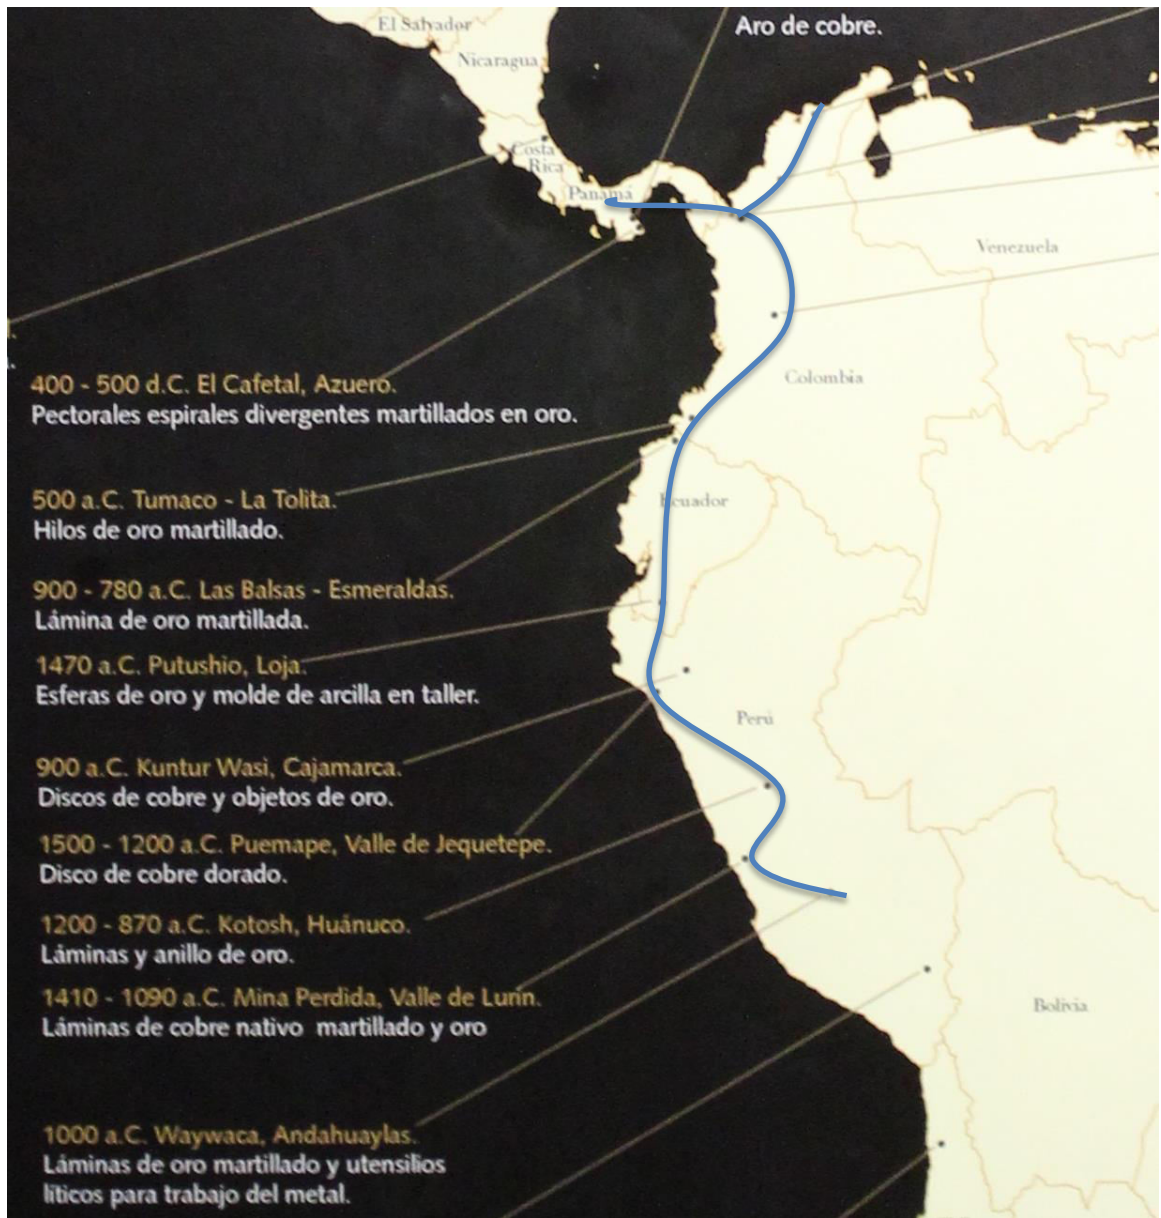 Aro de cobre.
El Salvador
Nicaragua
Costa
Rica
Panamá
Venezuela
Colombia
Ecuador
Perú
Bolivia
400 - 500 d.C. El Cafetal, Azuero.
Pectorales espirales divergentes martillados en oro.
500 a.C. Tumaco - La Tolita.
Hilos de oro martillado.
900 - 780 a.C. Las Balsas - Esmeraldas.
Lámina de oro martillada.
1470 a.C. Putushio, Loja.
Esferas de oro y molde de arcilla en taller.
900 a.C. Kuntur Wasi, Cajamarca.
Discos de cobre y objetos de oro.
1500 - 1200 a.C. Puemape, Valle de Jequetepe.
Disco de cobre dorado.
1200 - 870 a.C. Kotosh, Huánuco.
Láminas y anillo de oro.
1410 - 1090 a.C. Mina Perdida, Valle de Lurín.
Láminas de cobre nativo martillado y oro
1000 a.C. Waywaca, Andahuaylas.
Láminas de oro martillado y utensilios
líticos para trabajo del metal.